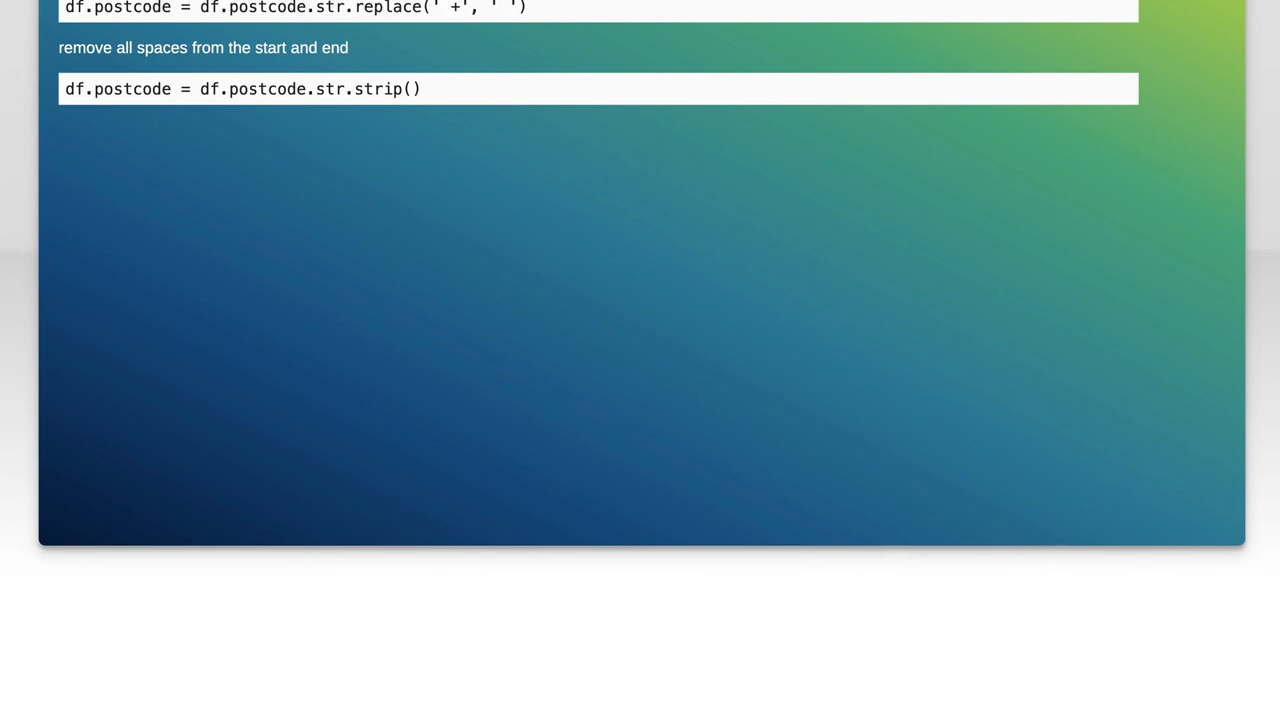 df.postcode = df.postcode.str.replace(' +', ' ')
remove all spaces from the start and end
df.postcode = df.postcode.str.strip()